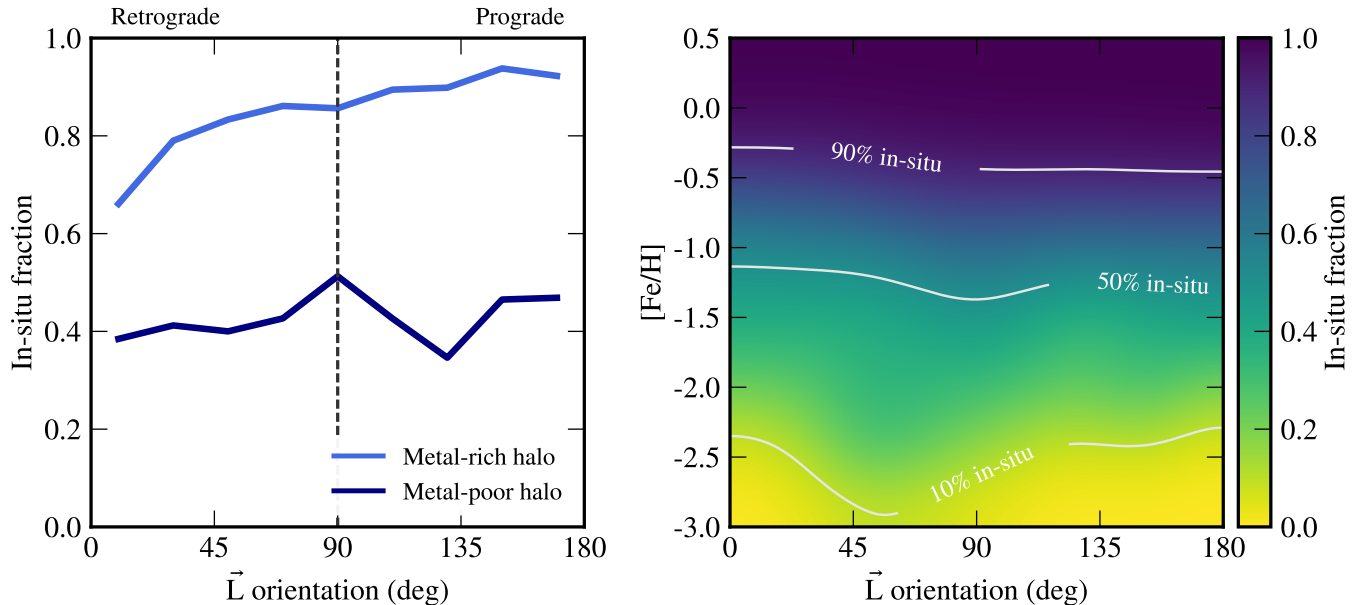 Retrograde
Prograde
1.0
0.8
0.6
0.4
0.2
0.0
In-situ fraction
Metal-rich halo
Metal-poor halo
0
45
90
135
180
L⃗ orientation (deg)
0.5
0.0
-0.5
-1.0
-1.5
-2.0
-2.5
-3.0
[Fe/H]
90% in-situ
50% in-situ
10% in-situ
0
45
90
135
180
L⃗ orientation (deg)
1.0
0.8
0.6
0.4
0.2
0.0
In-situ fraction